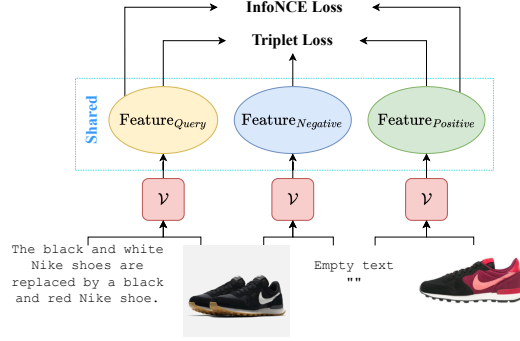 InfoNCE Loss
Triplet Loss
Shared
Feature_Query
Feature_Negative
Feature_Positive
𝒱
𝒱
𝒱
The black and white
Nike shoes are
replaced by a black
and red Nike shoe.
Empty text
""